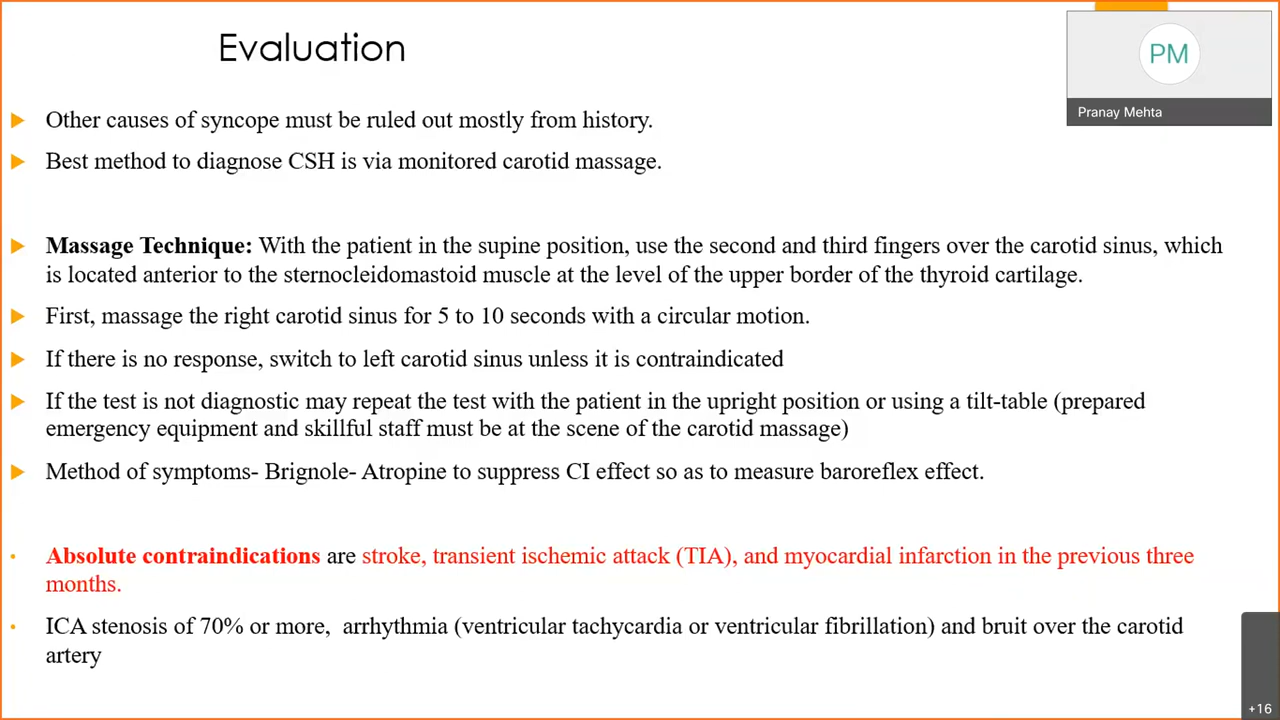 Evaluation
PM
Pranay Mehta
Other causes of syncope must be ruled out mostly from history.
Best method to diagnose CSH is via monitored carotid massage.
Massage Technique: With the patient in the supine position, use the second and third fingers over the carotid sinus, which
is located anterior to the sternocleidomastoid muscle at the level of the upper border of the thyroid cartilage.
First, massage the right carotid sinus for 5 to 10 seconds with a circular motion.
If there is no response, switch to left carotid sinus unless it is contraindicated
If the test is not diagnostic may repeat the test with the patient in the upright position or using a tilt-table (prepared
emergency equipment and skillful staff must be at the scene of the carotid massage)
Method of symptoms- Brignole- Atropine to suppress CI effect so as to measure baroreflex effect.
Absolute contraindications are stroke, transient ischemic attack (TIA), and myocardial infarction in the previous three
months.
ICA stenosis of 70% or more, arrhythmia (ventricular tachycardia or ventricular fibrillation) and bruit over the carotid
artery
+16